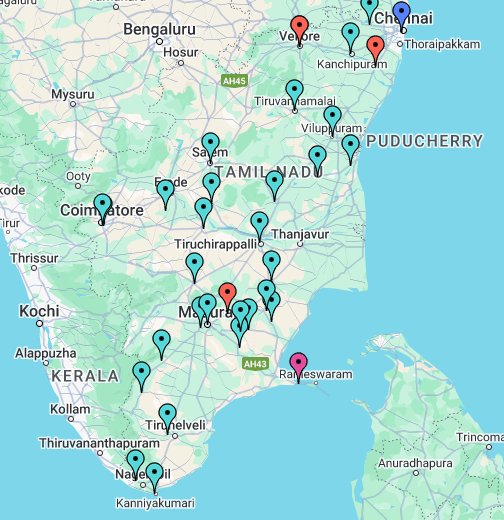 Bengaluru
Chennai
Vellore
Thoraipakkam
Hosur
Kanchipuram
AH45
Mysuru
Tiruvannamalai
Viluppuram
PUDUCHERRY
Salem
TAMIL NADU
Ooty
kode
Erode
Coimbatore
Tirur
Tiruchirappalli
Thanjavur
Thrissur
Kochi
Madurai
Alappuzha
AH43
KERALA
Rameswaram
Kollam
Tirunelveli
Thiruvananthapuram
Trincoma
Nagercoil
Anuradhapura
Kanniyakumari